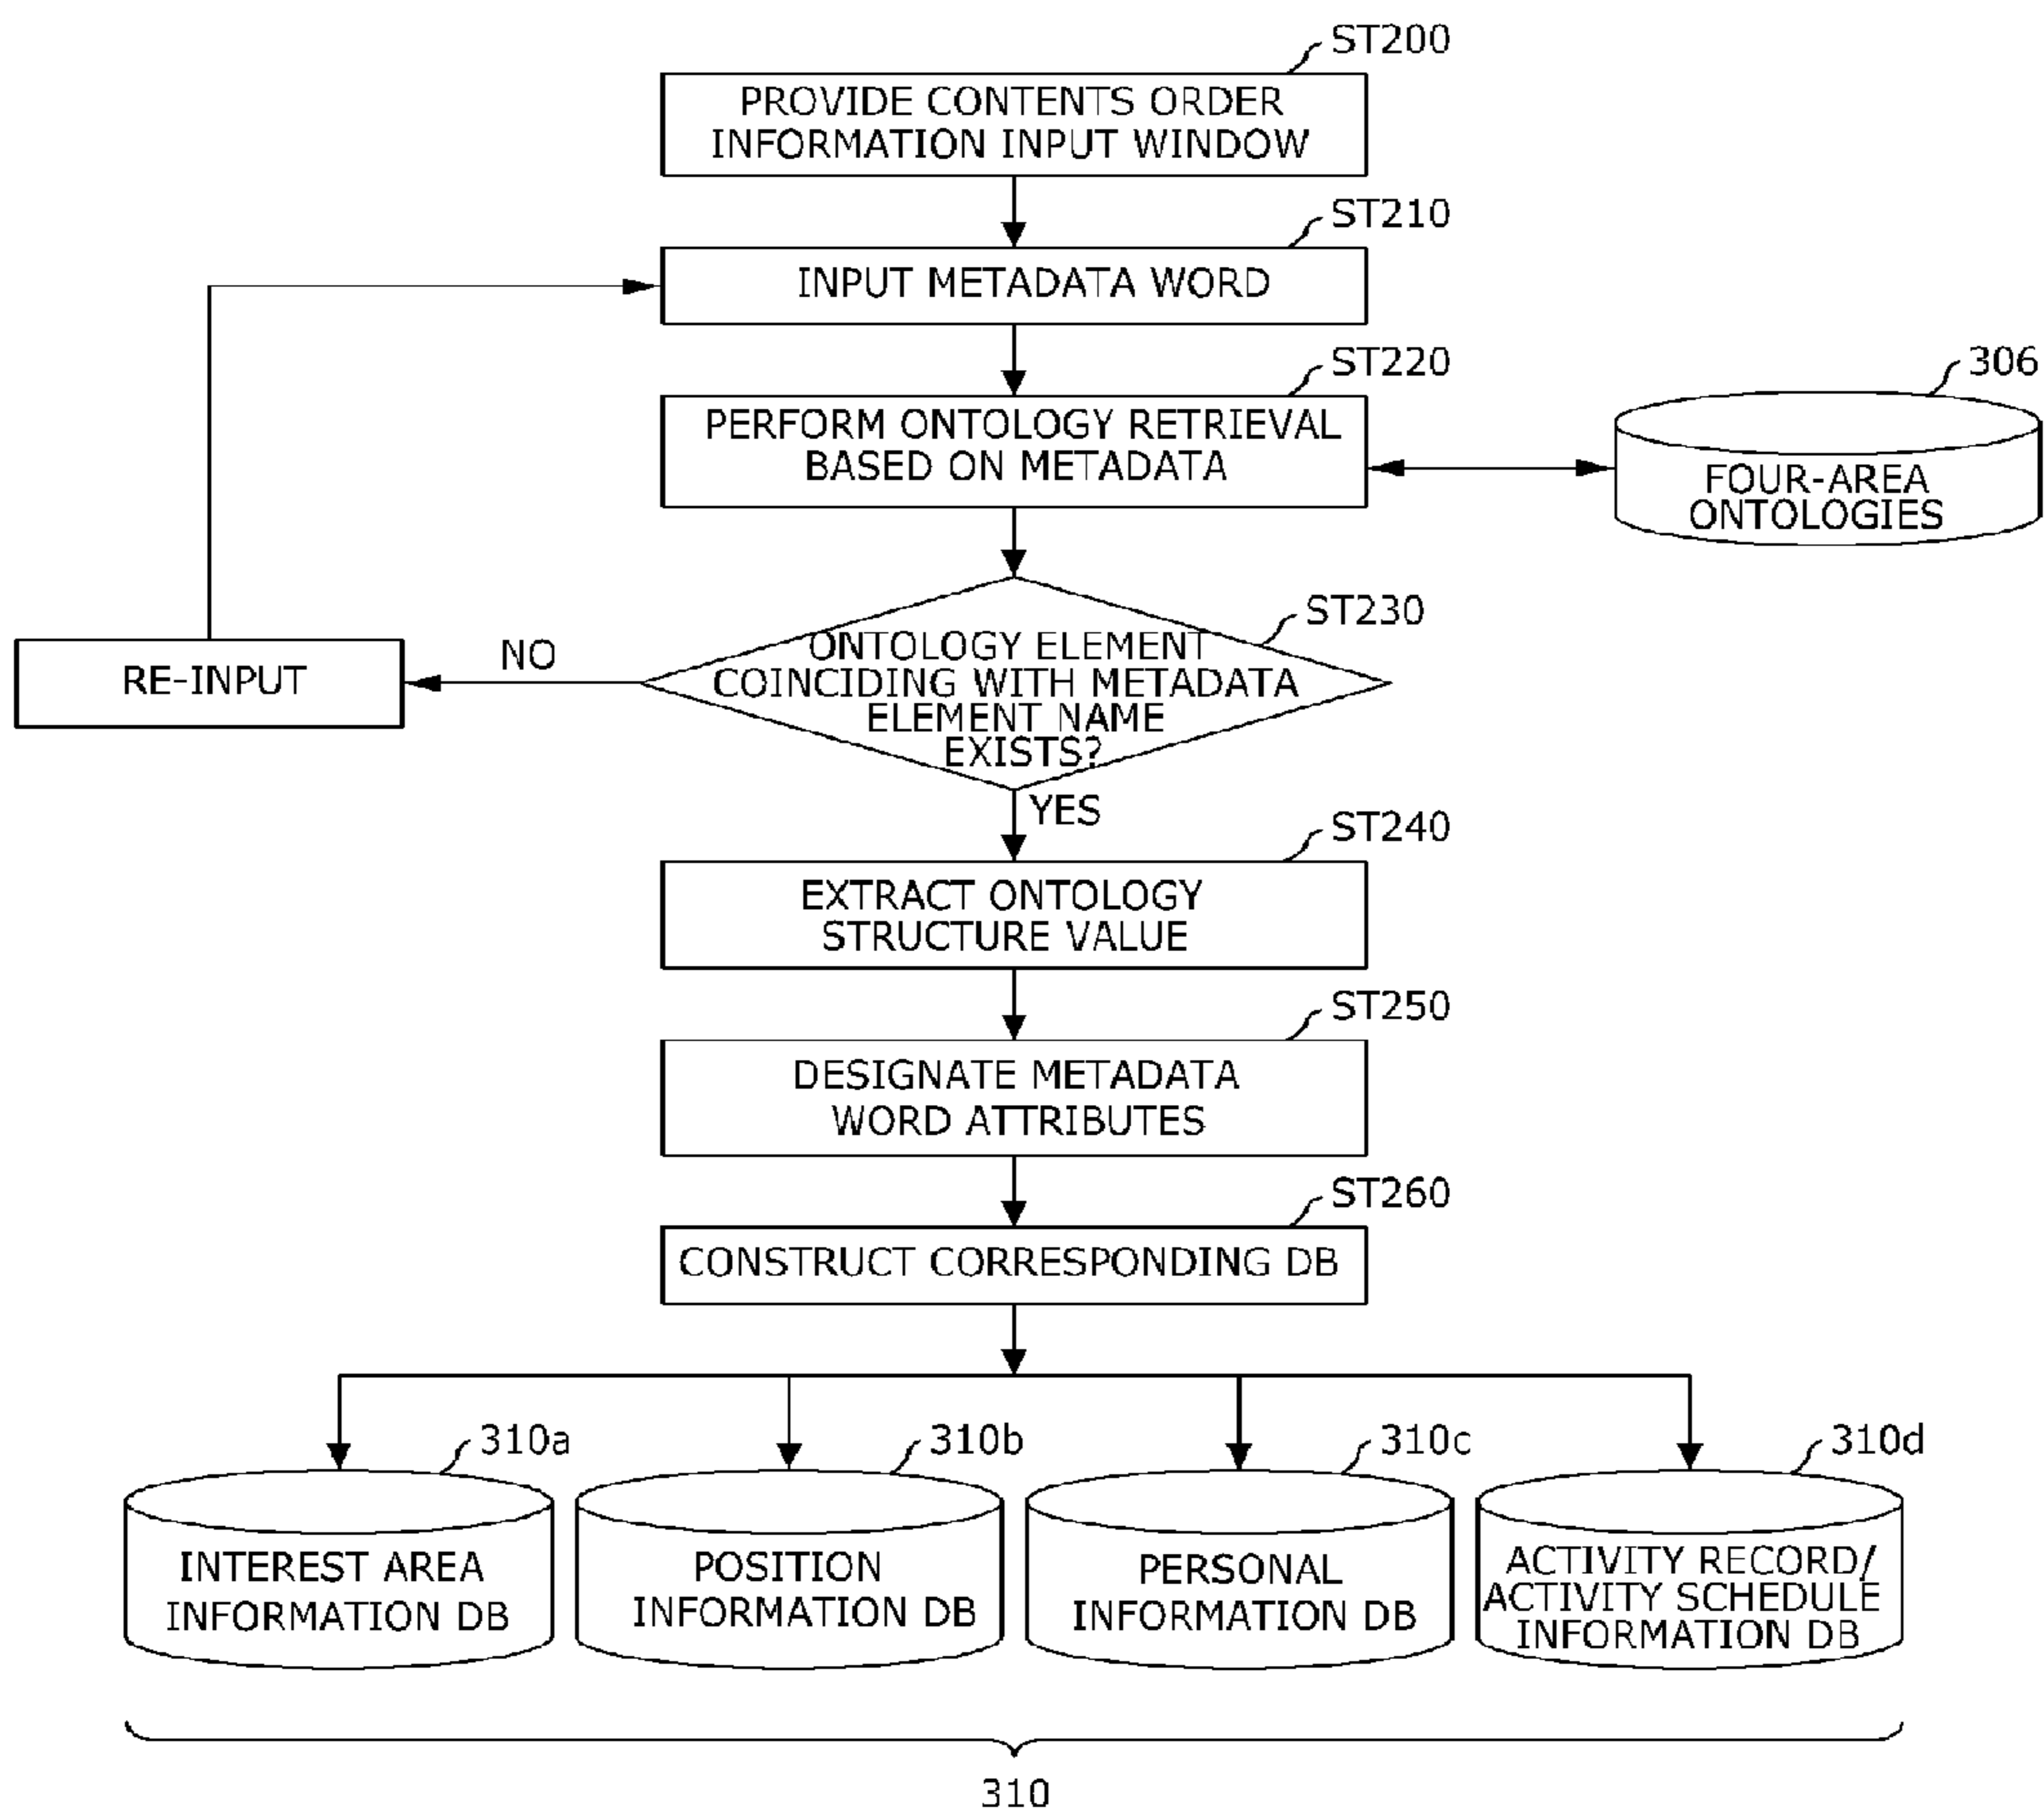 ST200
PROVIDE CONTENTS ORDER
INFORMATION INPUT WINDOW
ST210
INPUT METADATA WORD
ST220
PERFORM ONTOLOGY RETRIEVAL
BASED ON METADATA
306
FOUR-AREA
ONTOLOGIES
ST230
ONTOLOGY ELEMENT
COINCIDING WITH METADATA
ELEMENT NAME
EXISTS?
NO
RE-INPUT
YES
ST240
EXTRACT ONTOLOGY
STRUCTURE VALUE
ST250
DESIGNATE METADATA
WORD ATTRIBUTES
ST260
CONSTRUCT CORRESPONDING DB
310a
INTEREST AREA
INFORMATION DB
310b
POSITION
INFORMATION DB
310c
PERSONAL
INFORMATION DB
310d
ACTIVITY RECORD/
ACTIVITY SCHEDULE
INFORMATION DB
310